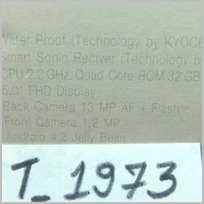 Water Proof (Technology by KYOCE
Smart Sonic Reciver (Technology b
CPU 2.2 GHz, Quad Core ROM 32 GB
5.0" FHD Display
Back Camera 13 MP AF + Flash
(Front) Camera 1.2 MP
Android 4.2 Jelly Bean
T_1973